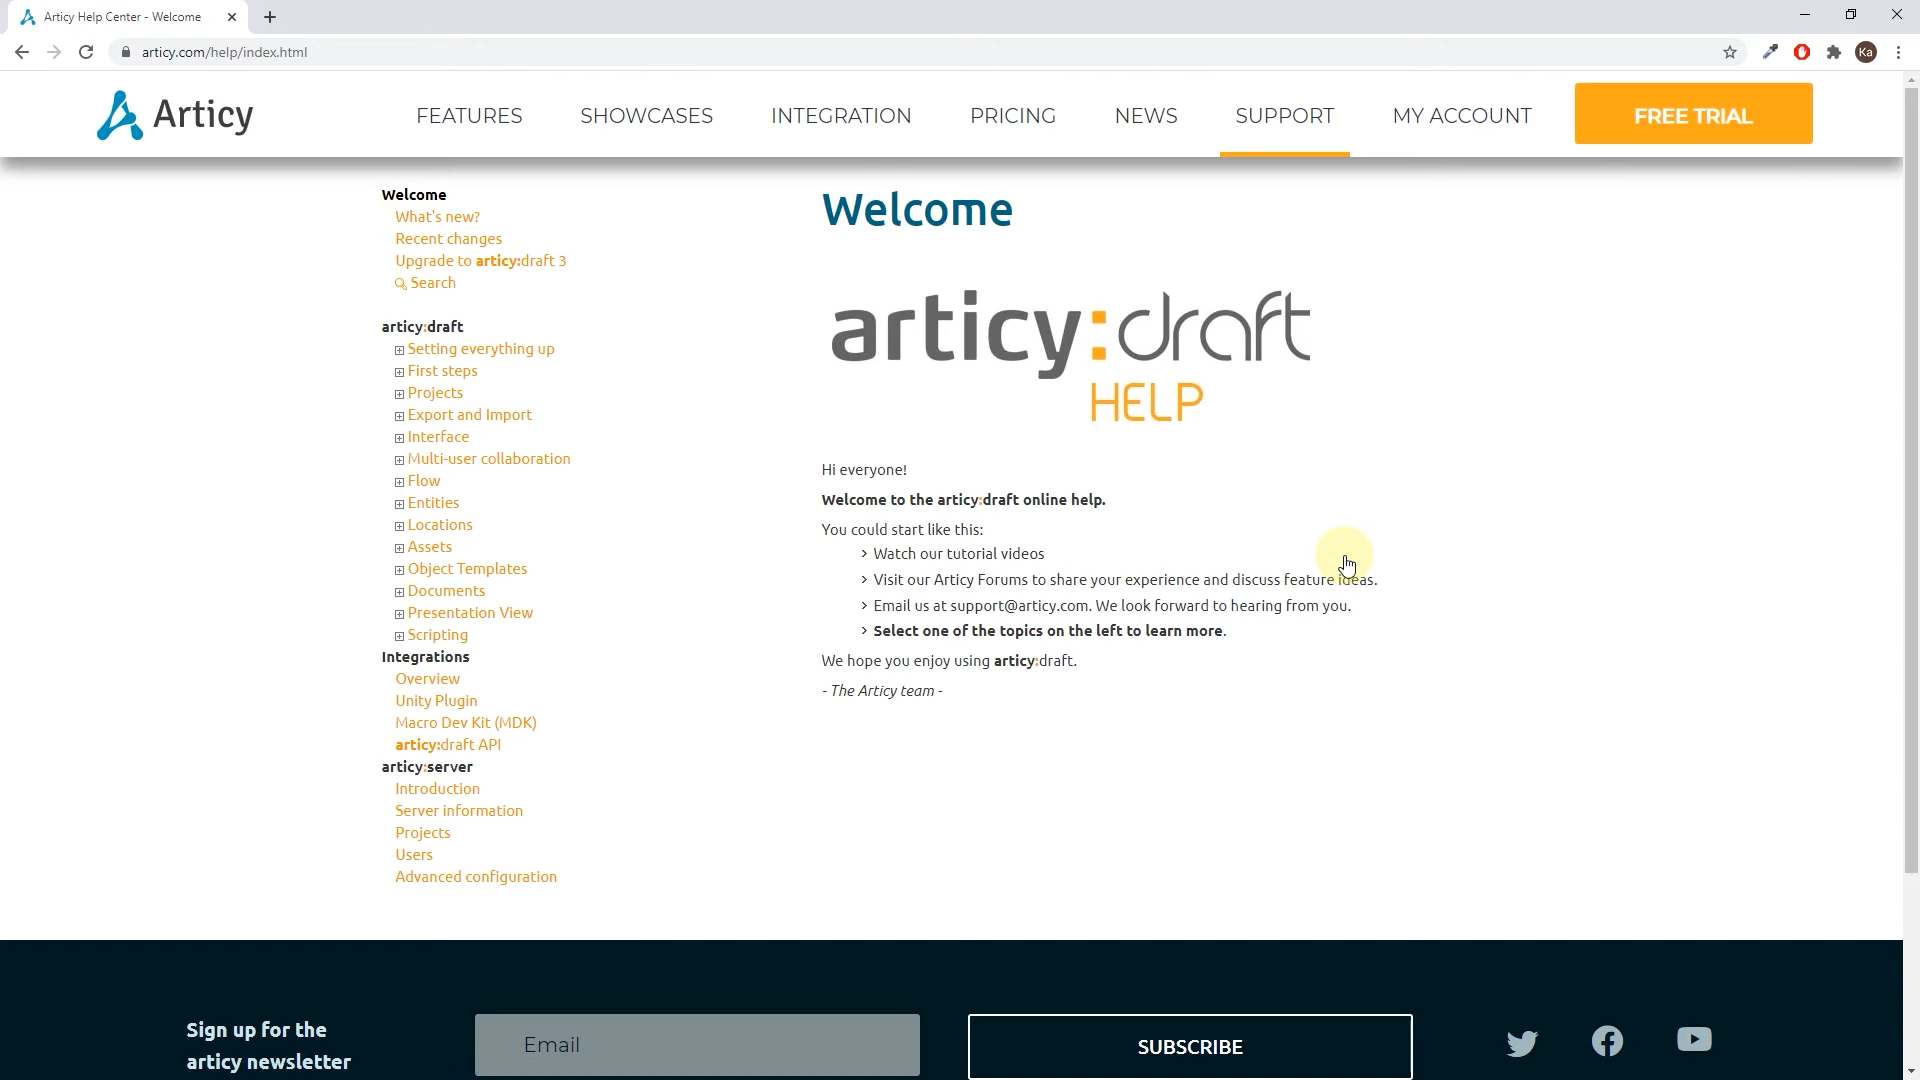 Articy Help Center - Welcome
articy.com/help/index.html
Ka
Articy
FEATURES
SHOWCASES
INTEGRATION
PRICING
NEWS
SUPPORT
MY ACCOUNT
FREE TRIAL
Welcome
What's new?
Recent changes
Upgrade to articy:draft 3
Search
articy:draft
Setting everything up
First steps
Projects
Export and Import
Interface
Multi-user collaboration
Flow
Entities
Locations
Assets
Object Templates
Documents
Presentation View
Scripting
Integrations
Overview
Unity Plugin
Macro Dev Kit (MDK)
articy:draft API
articy:server
Introduction
Server information
Projects
Users
Advanced configuration
Welcome
articy:draft
HELP
Hi everyone!
Welcome to the articy:draft online help.
You could start like this:
> Watch our tutorial videos
> Visit our Articy Forums to share your experience and discuss feature ideas.
> Email us at support@articy.com. We look forward to hearing from you.
> Select one of the topics on the left to learn more.
We hope you enjoy using articy:draft.
- The Articy team -
Sign up for the
articy newsletter
Email
SUBSCRIBE